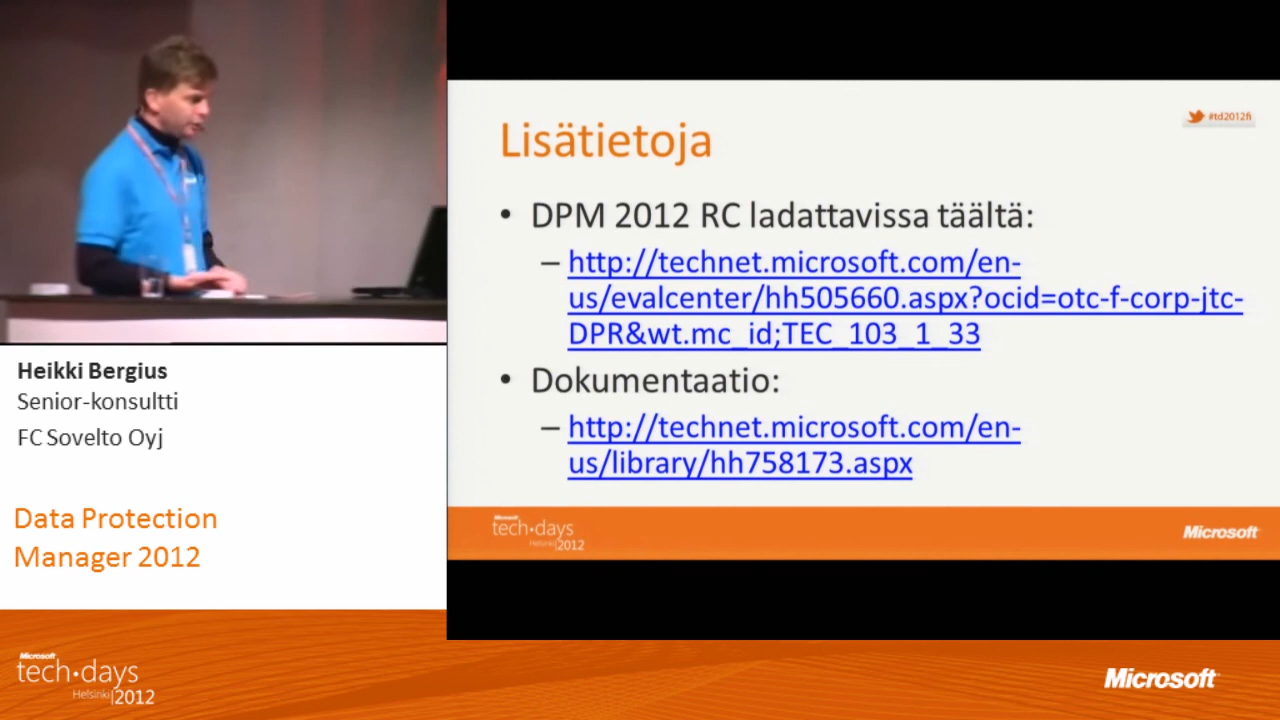 Lisätietoja
#td2012fi
• DPM 2012 RC ladattavissa täältä:
– http://technet.microsoft.com/en-
us/evalcenter/hh505660.aspx?ocid=otc-f-corp-jtc-
DPR&wt.mc_id;TEC_103_1_33
• Dokumentaatio:
– http://technet.microsoft.com/en-
us/library/hh758173.aspx
Microsoft
tech•days
Helsinki|2012
Microsoft
Heikki Bergius
Senior-konsultti
FC Sovelto Oyj
Data Protection
Manager 2012
Microsoft
tech•days
Helsinki|2012
Microsoft